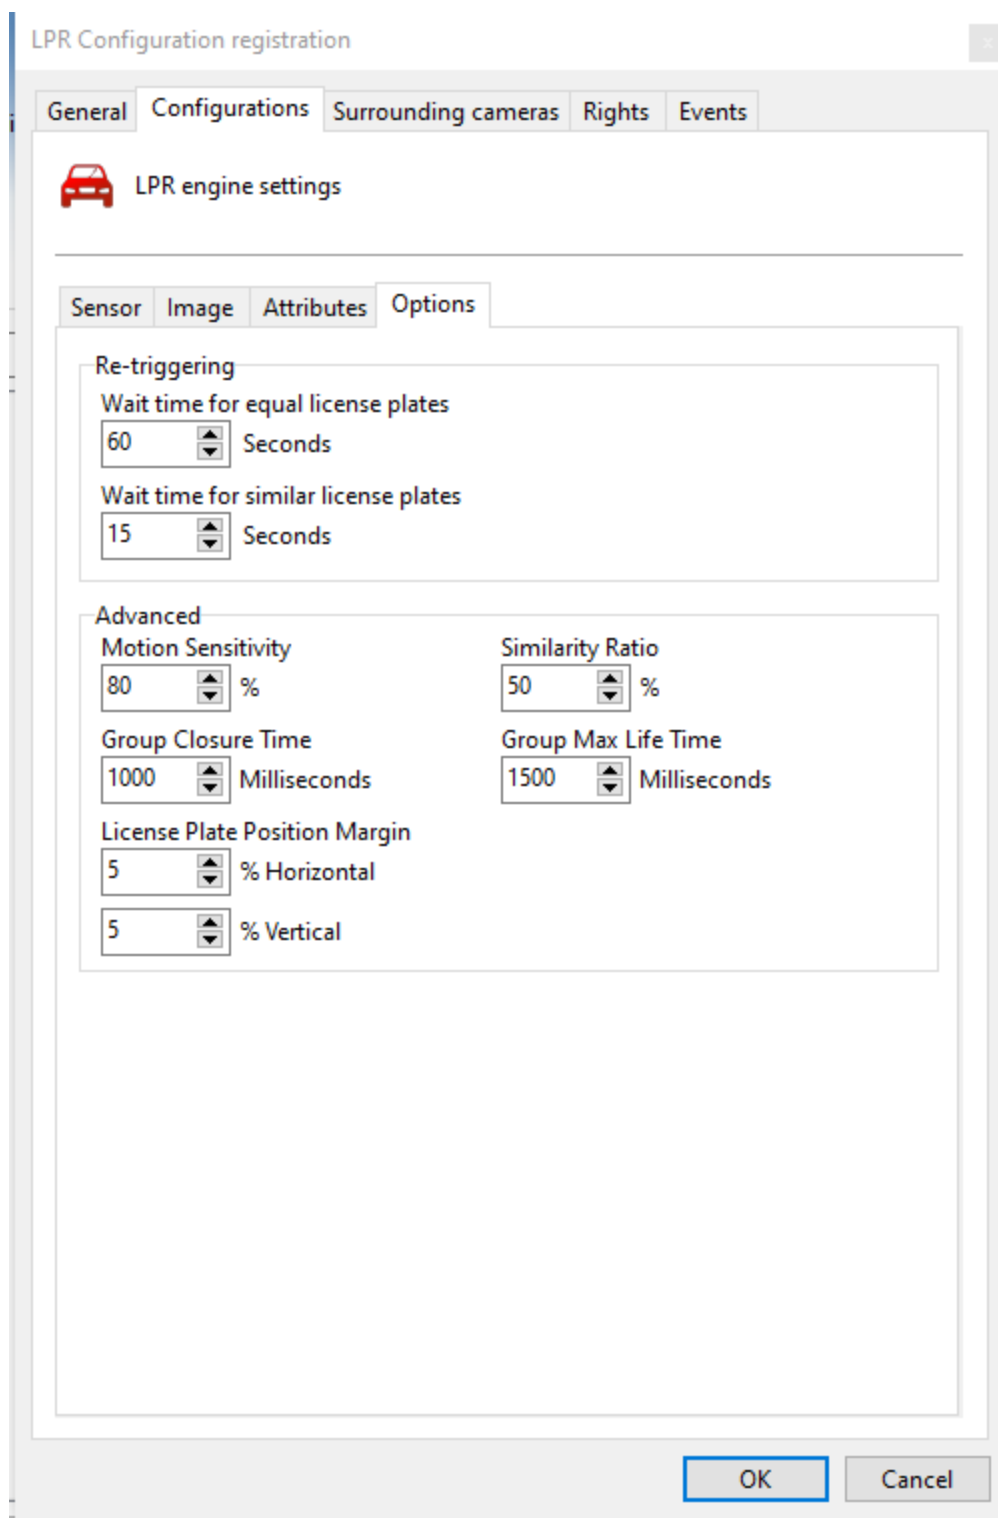 LPR Configuration registration
x
General Configurations Surrounding cameras Rights Events
LPR engine settings
Sensor Image Attributes Options
Re-triggering
Wait time for equal license plates
60 Seconds
Wait time for similar license plates
15 Seconds
Advanced
Motion Sensitivity Similarity Ratio
80 % 50 %
Group Closure Time Group Max Life Time
1000 Milliseconds 1500 Milliseconds
License Plate Position Margin
5 % Horizontal
5 % Vertical
OK Cancel